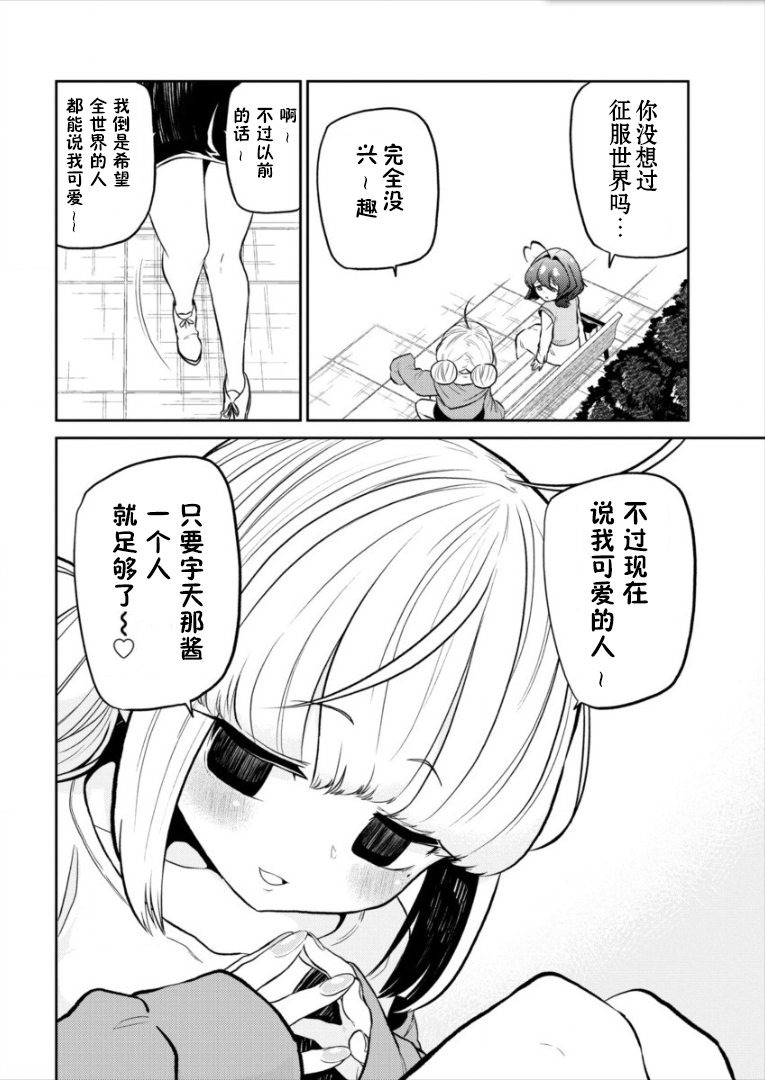 你没想过
征服世界吗…
完全没
兴～趣
啊～
不过以前
的话～
我倒是希望
全世界的人
都能说我可爱～
不过现在
说我可爱的人
～
只要宇天那酱
一个人
就足够了～♡